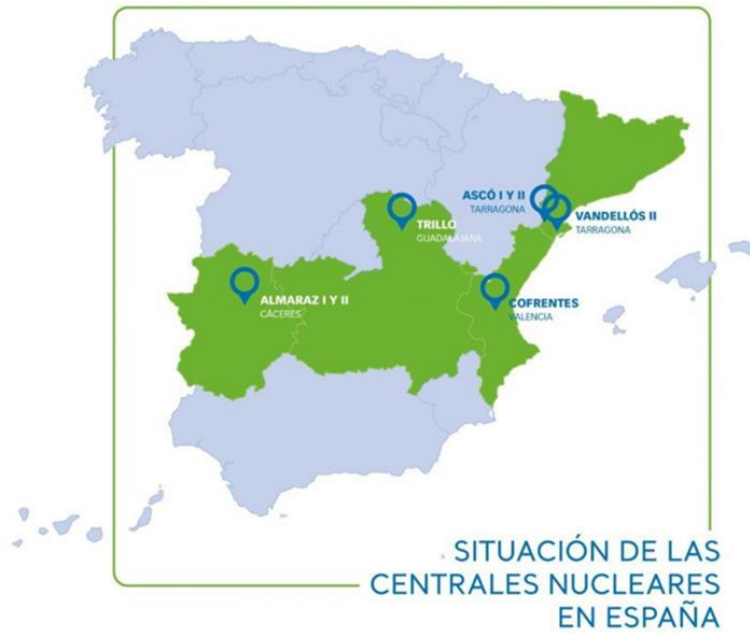 ASCÓ I Y II
TARRAGONA
VANDELLÓS II
TARRAGONA
TRILLO
GUADALAJARA
ALMARAZ I Y II
CÁCERES
COFRENTES
VALENCIA
SITUACIÓN DE LAS
CENTRALES NUCLEARES
EN ESPAÑA